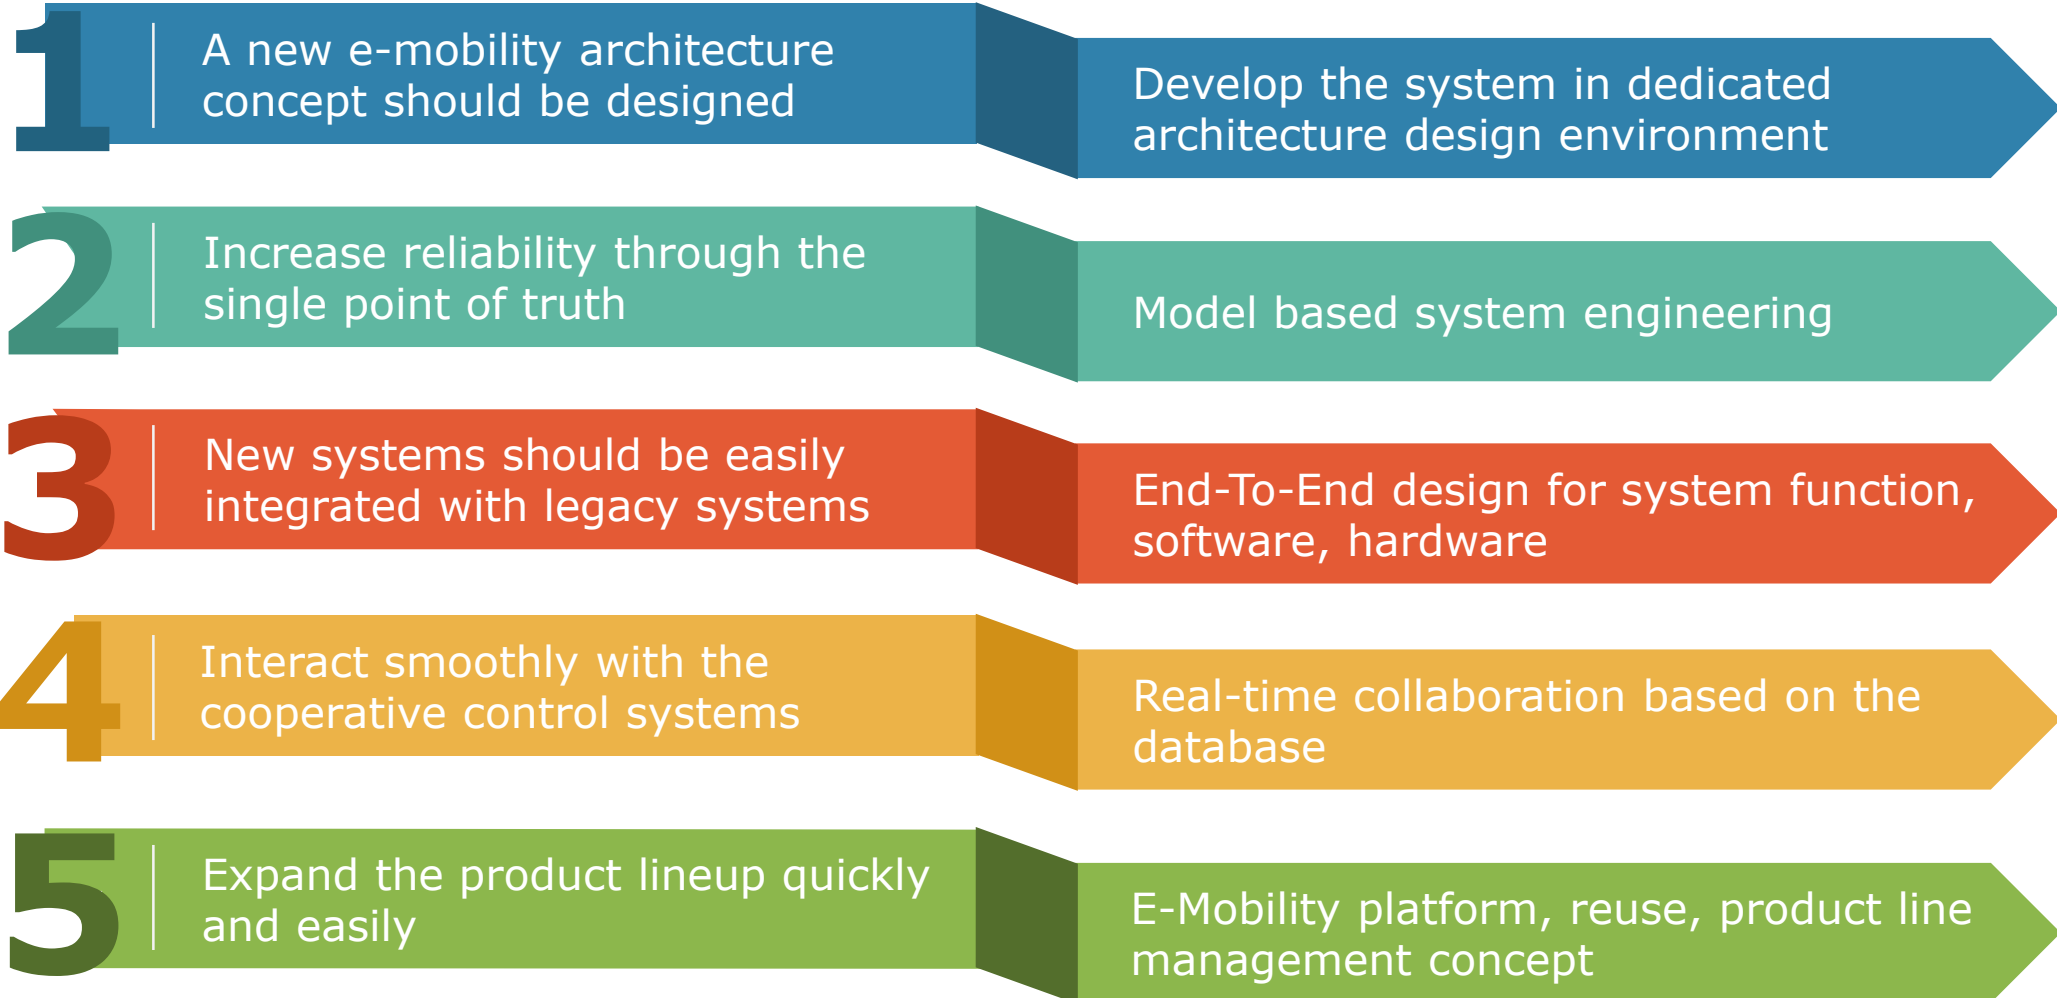 1
A new e-mobility architecture
concept should be designed
Develop the system in dedicated
architecture design environment
2
Increase reliability through the
single point of truth
Model based system engineering
3
New systems should be easily
integrated with legacy systems
End-To-End design for system function,
software, hardware
4
Interact smoothly with the
cooperative control systems
Real-time collaboration based on the
database
5
Expand the product lineup quickly
and easily
E-Mobility platform, reuse, product line
management concept